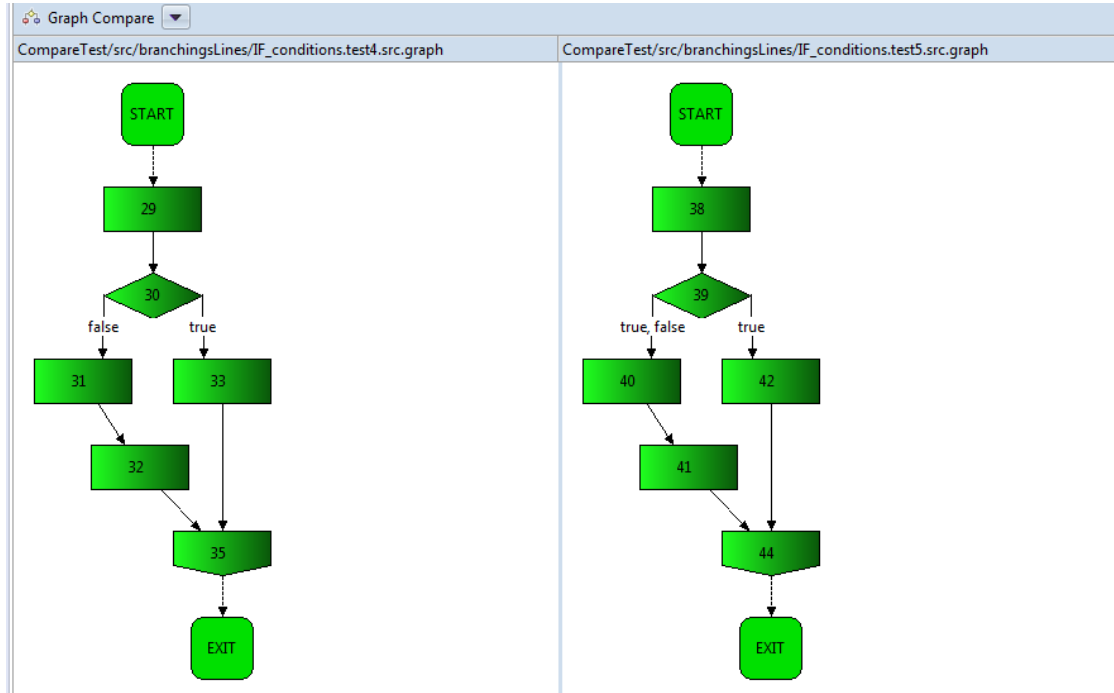 Graph Compare
CompareTest/src/branchingsLines/IF_conditions.test4.src.graph
START
29
30
false true
31 33
32
35
EXIT
CompareTest/src/branchingsLines/IF_conditions.test5.src.graph
START
38
39
true, false true
40 42
41
44
EXIT